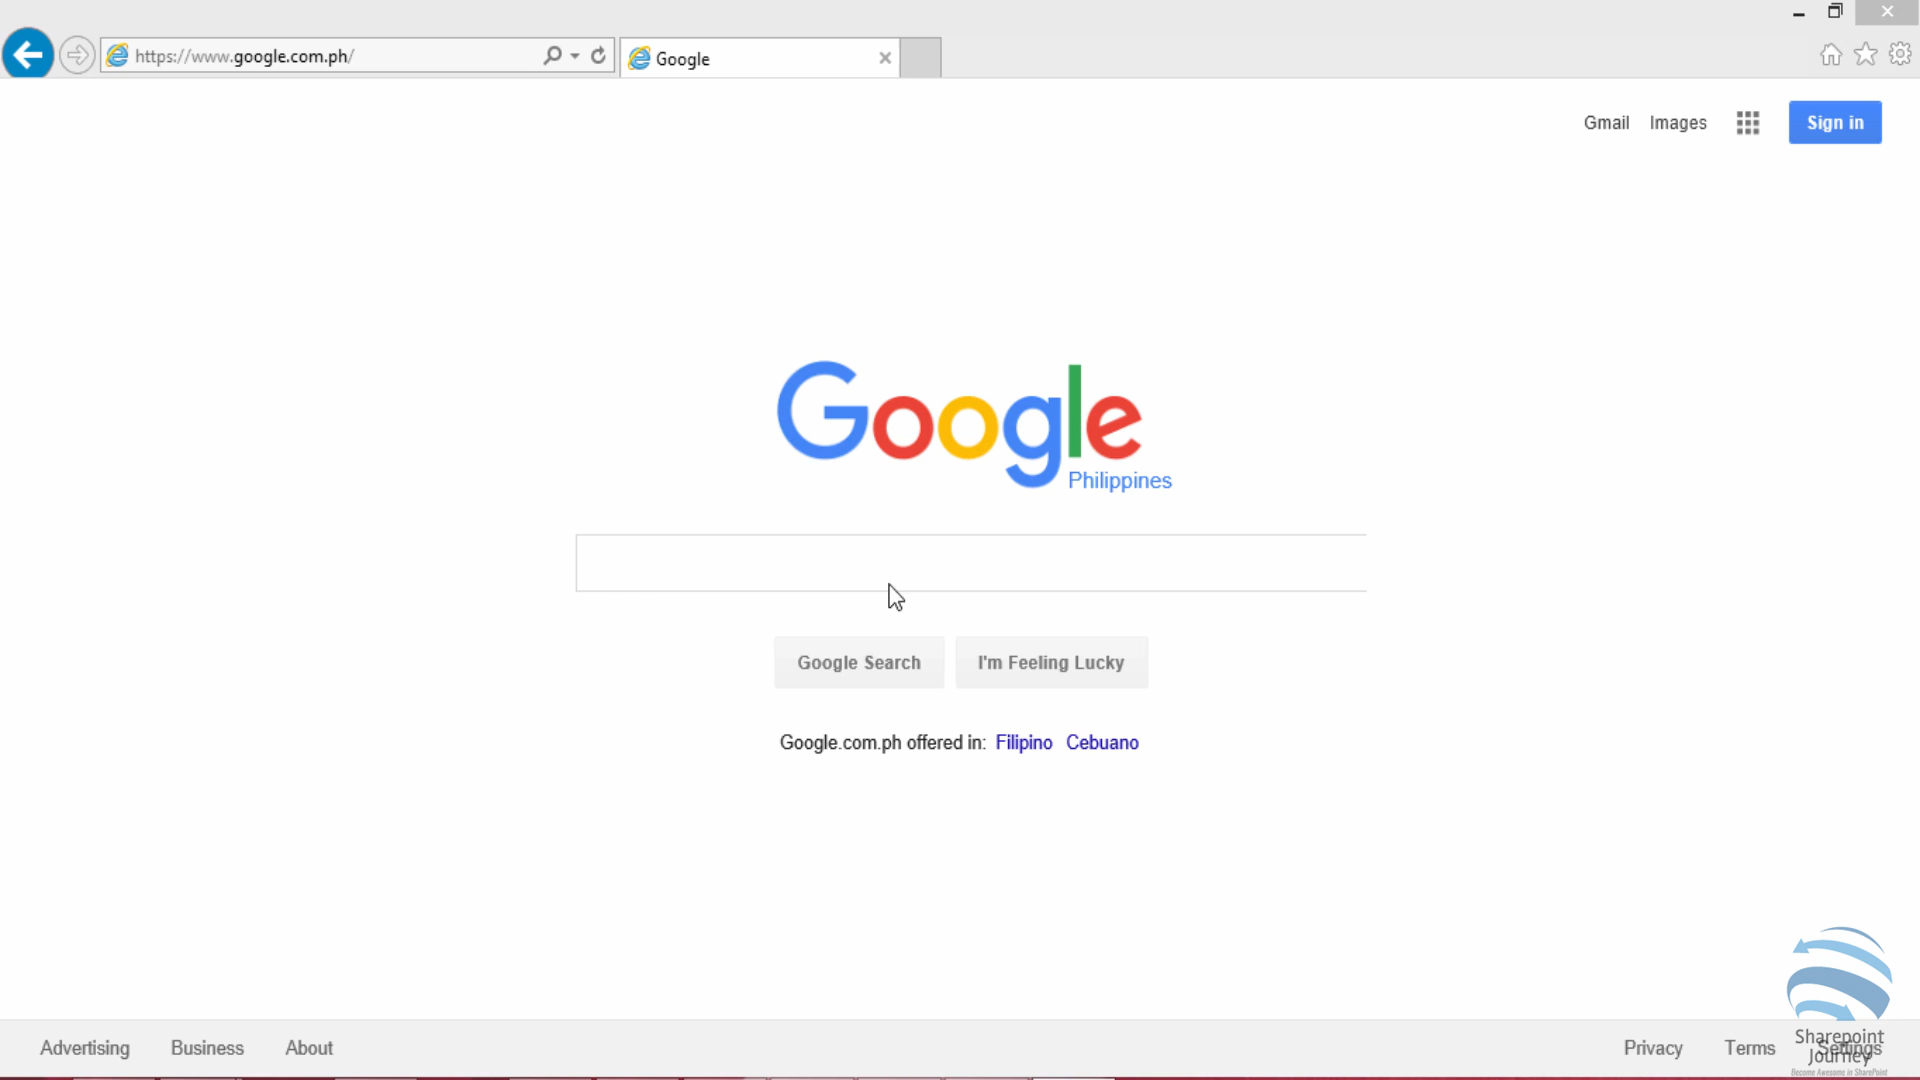 https://www.google.com.ph/
Google
Gmail Images Sign in
Google
Philippines
Google Search I'm Feeling Lucky
Google.com.ph offered in: Filipino Cebuano
Advertising Business About Privacy Terms Settings
Sharepoint
Journey
Become Awesome in SharePoint